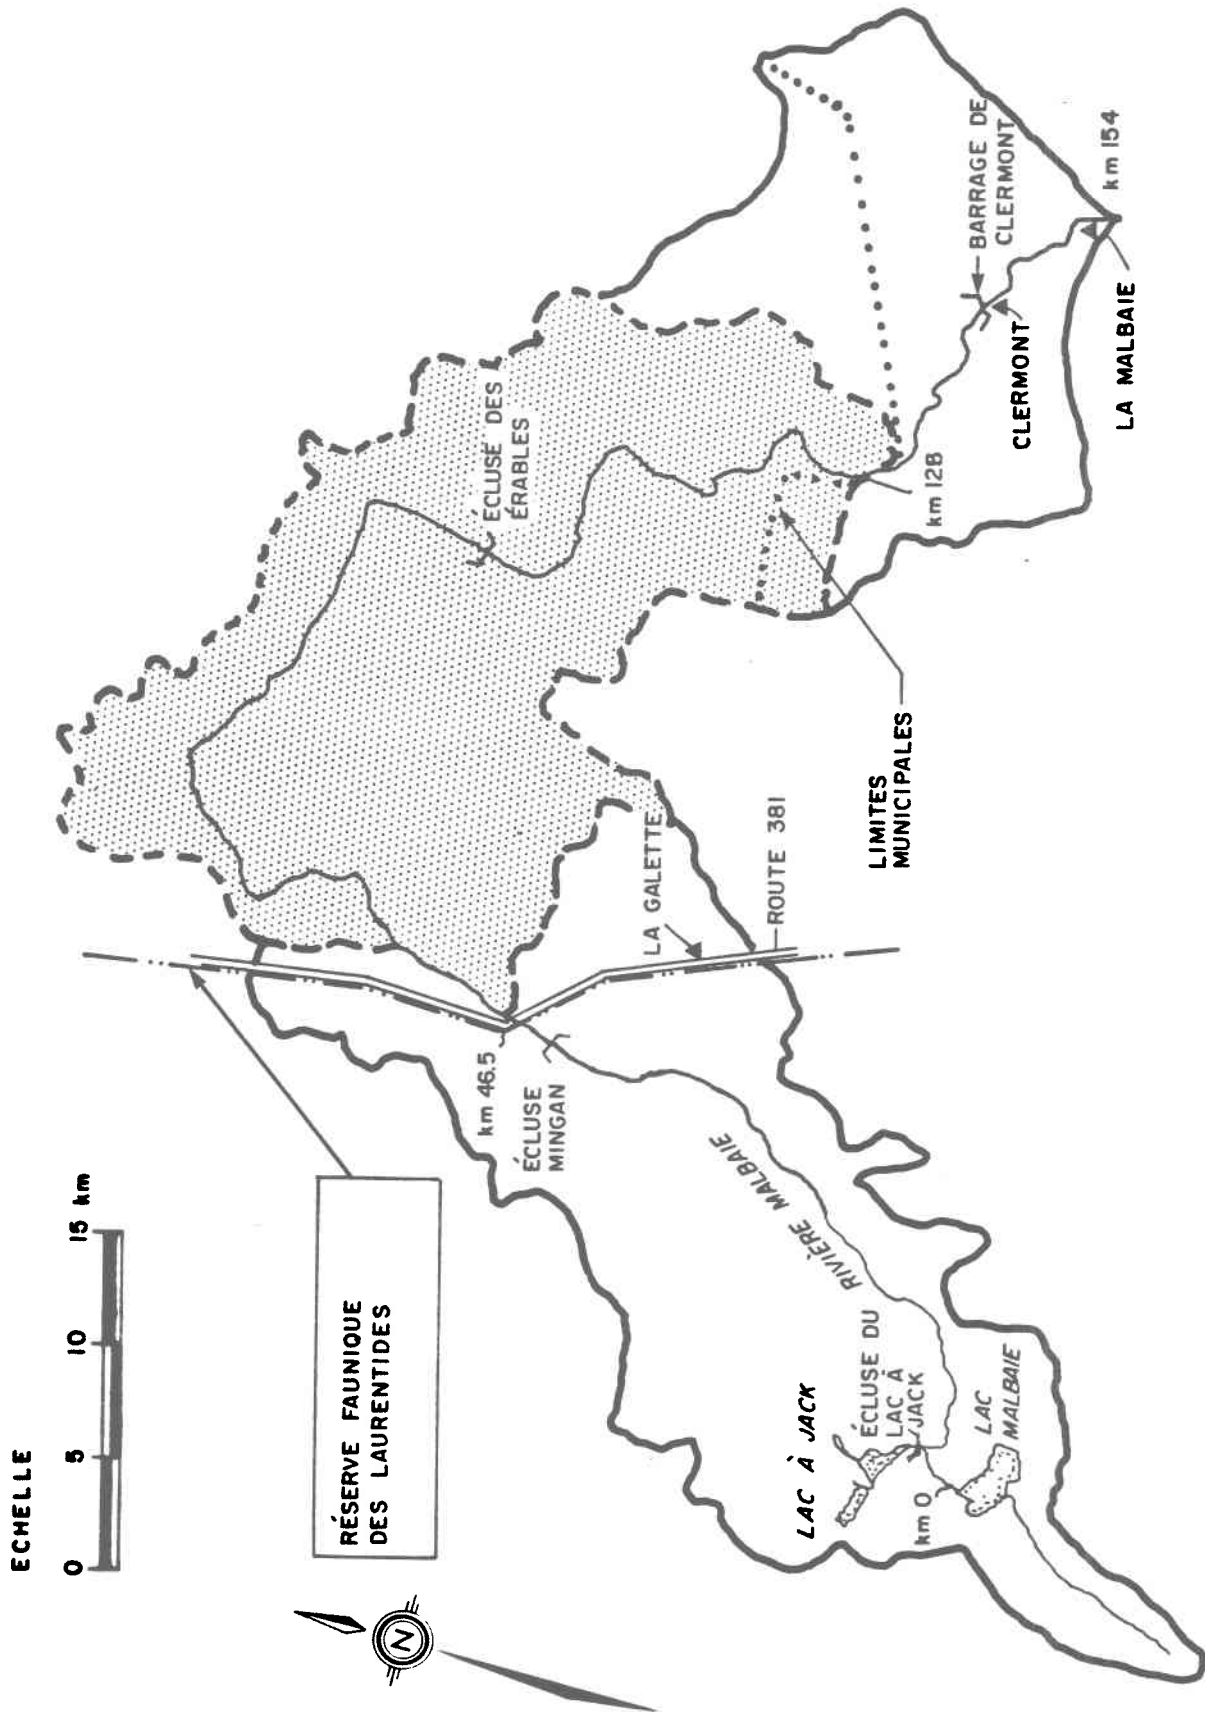 ECHELLE
0 5 10 15 km
RÉSERVE FAUNIQUE
DES LAURENTIDES
N
km 46.5
ÉCLUSE
MINGAN
ÉCLUSE DES
ÉRABLES
LA GALETTE
ROUTE 381
RIVIÈRE MALBAIE
LAC À JACK
ÉCLUSE DU
LAC À
JACK
km 0
LAC
MALBAIE
LIMITES
MUNICIPALES
km 128
BARRAGE DE
CLERMONT
CLERMONT
km 154
LA MALBAIE